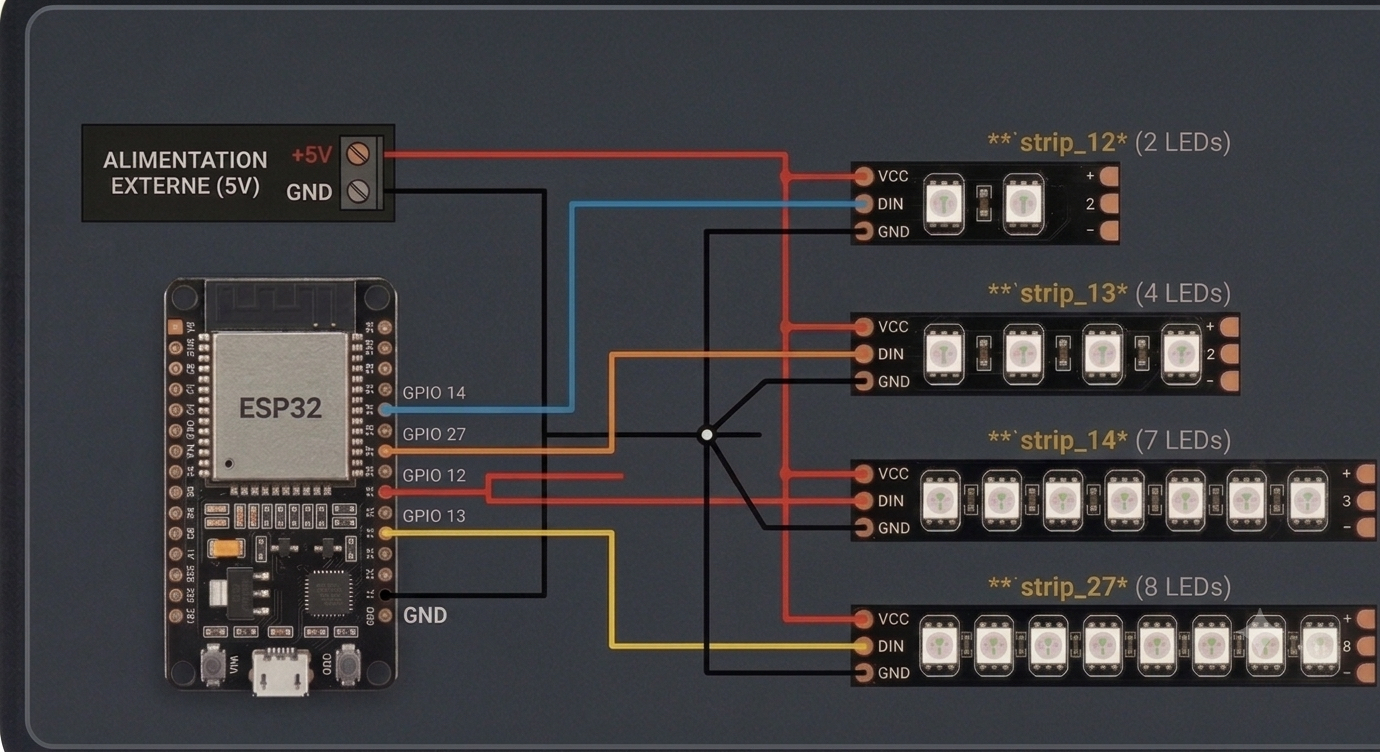 ALIMENTATION
EXTERNE (5V)
+5V
GND
**`strip_12* (2 LEDs)
VCC
DIN
GND
+
2
-
**`strip_13* (4 LEDs)
VCC
DIN
GND
+
2
-
ESP32
GPIO 14
GPIO 27
GPIO 12
GPIO 13
GND
**`strip_14* (7 LEDs)
VCC
DIN
GND
+
3
-
**`strip_27* (8 LEDs)
VCC
DIN
GND
+
8
-